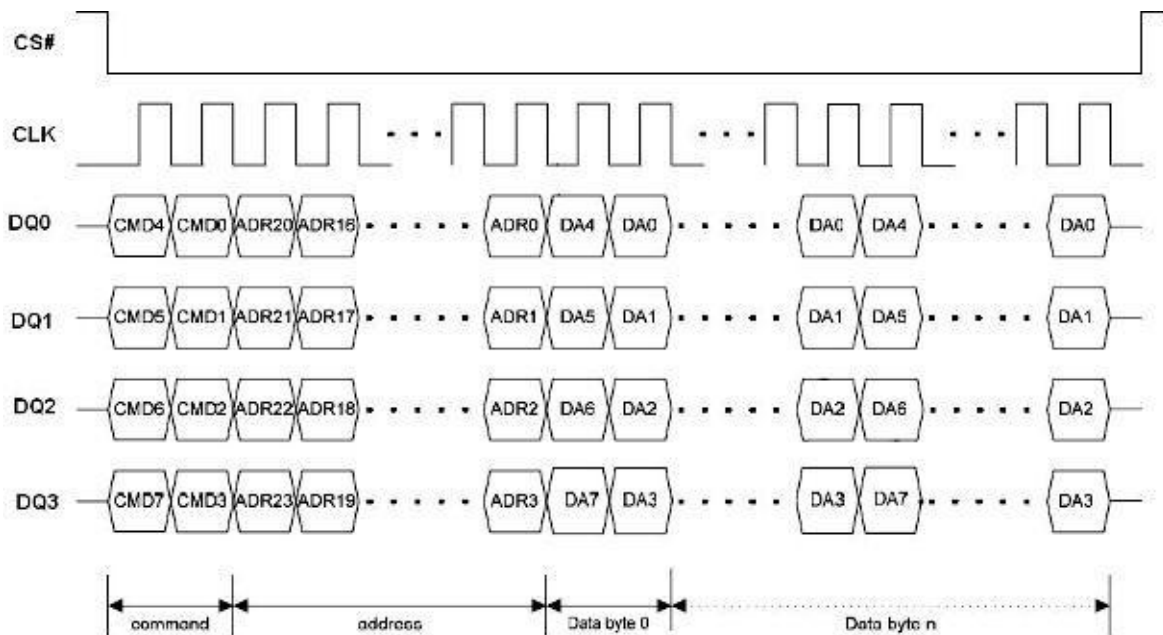 CS#
CLK
DQ0 CMD4 CMD0 ADR20 ADR16 ADR0 DA4 DA0 DA0 DA4 DA0
DQ1 CMD5 CMD1 ADR21 ADR17 ADR1 DA5 DA1 DA1 DA5 DA1
DQ2 CMD6 CMD2 ADR22 ADR18 ADR2 DA6 DA2 DA2 DA6 DA2
DQ3 CMD7 CMD3 ADR23 ADR19 ADR3 DA7 DA3 DA3 DA7 DA3
command address Data byte 0 Data byte n